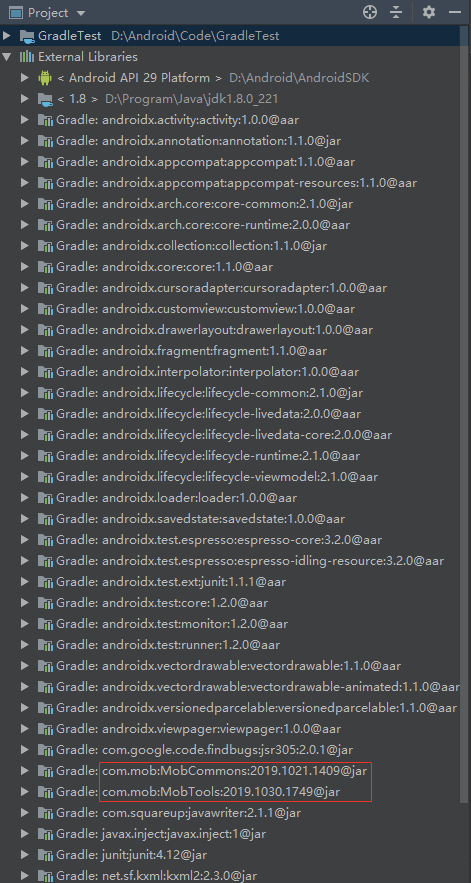 Project
GradleTest D:\Android\Code\GradleTest
External Libraries
< Android API 29 Platform > D:\Android\AndroidSDK
< 1.8 > D:\Program\Java\jdk1.8.0_221
Gradle: androidx.activity:activity:1.0.0@aar
Gradle: androidx.annotation:annotation:1.1.0@jar
Gradle: androidx.appcompat:appcompat:1.1.0@aar
Gradle: androidx.appcompat:appcompat-resources:1.1.0@aar
Gradle: androidx.arch.core:core-common:2.1.0@jar
Gradle: androidx.arch.core:core-runtime:2.0.0@aar
Gradle: androidx.collection:collection:1.1.0@jar
Gradle: androidx.core:core:1.1.0@aar
Gradle: androidx.cursoradapter:cursoradapter:1.0.0@aar
Gradle: androidx.customview:customview:1.0.0@aar
Gradle: androidx.drawerlayout:drawerlayout:1.0.0@aar
Gradle: androidx.fragment:fragment:1.1.0@aar
Gradle: androidx.interpolator:interpolator:1.0.0@aar
Gradle: androidx.lifecycle:lifecycle-common:2.1.0@jar
Gradle: androidx.lifecycle:lifecycle-livedata:2.0.0@aar
Gradle: androidx.lifecycle:lifecycle-livedata-core:2.0.0@aar
Gradle: androidx.lifecycle:lifecycle-runtime:2.1.0@aar
Gradle: androidx.lifecycle:lifecycle-viewmodel:2.1.0@aar
Gradle: androidx.loader:loader:1.0.0@aar
Gradle: androidx.savedstate:savedstate:1.0.0@aar
Gradle: androidx.test.espresso:espresso-core:3.2.0@aar
Gradle: androidx.test.espresso:espresso-idling-resource:3.2.0@aar
Gradle: androidx.test.ext:junit:1.1.1@aar
Gradle: androidx.test:core:1.2.0@aar
Gradle: androidx.test:monitor:1.2.0@aar
Gradle: androidx.test:runner:1.2.0@aar
Gradle: androidx.vectordrawable:vectordrawable:1.1.0@aar
Gradle: androidx.vectordrawable:vectordrawable-animated:1.1.0@aar
Gradle: androidx.versionedparcelable:versionedparcelable:1.1.0@aar
Gradle: androidx.viewpager:viewpager:1.0.0@aar
Gradle: com.google.code.findbugs:jsr305:2.0.1@jar
Gradle: com.mob:MobCommons:2019.1021.1409@jar
Gradle: com.mob:MobTools:2019.1030.1749@jar
Gradle: com.squareup:javawriter:2.1.1@jar
Gradle: javax.inject:javax.inject:1@jar
Gradle: junit:junit:4.12@jar
Gradle: net.sf.kxml:kxml2:2.3.0@jar